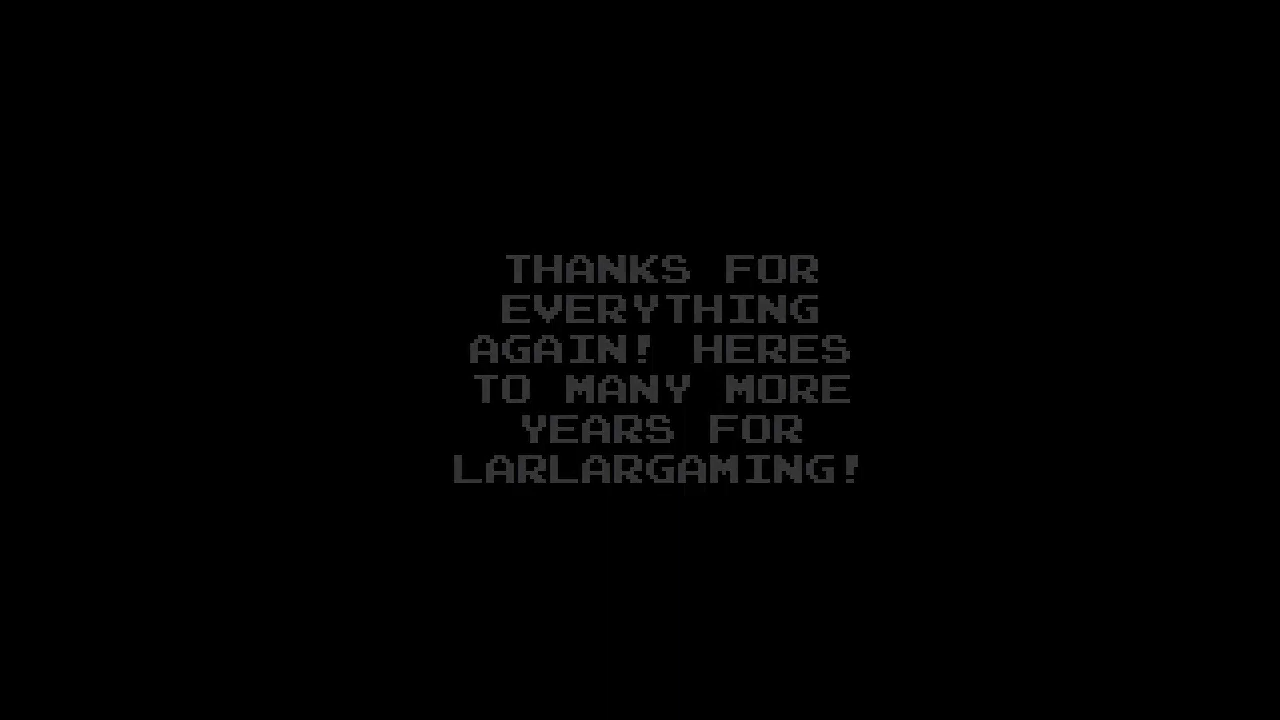 THANKS FOR
EVERYTHING
AGAIN! HERES
TO MANY MORE
YEARS FOR
LARLARGAMING!